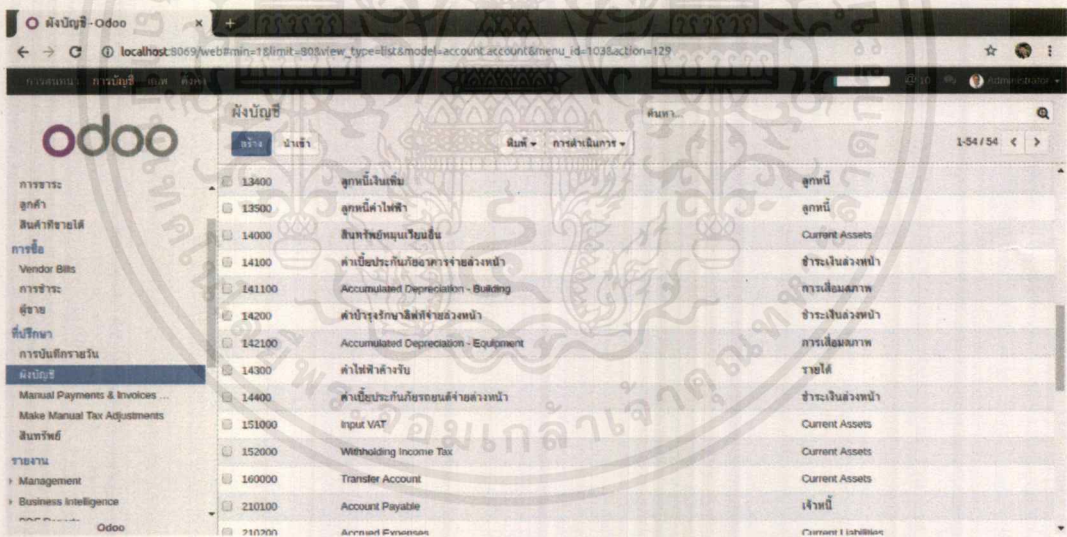 ผังบัญชี - Odoo × +
localhost:8069/web#min=1&limit=80&view_type=list&model=account.account&menu_id=103&action=129
การสนทนา การบัญชี 10 Administrator
odoo
ผังบัญชี
ค้นหา...
สร้าง นำเข้า พิมพ์ การดำเนินการ 1-54 / 54
การชาระ
ลูกค้า
สินค้าที่ขายได้
การซื้อ
Vendor Bills
การชำระ
ผู้ขาย
ที่ปรึกษา
การบันทึกรายวัน
ผังบัญชี
Manual Payments & Invoices ...
Make Manual Tax Adjustments
สินทรัพย์
รายงาน
Management
Business Intelligence
PDF Reports
Odoo
13400 ลูกหนี้เงินเพิ่ม ลูกหนี้
13500 ลูกหนี้ค่าไฟฟ้า ลูกหนี้
14000 สินทรัพย์หมุนเวียนอื่น Current Assets
14100 ค่าเบี้ยประกันภัยอาคารจ่ายล่วงหน้า ชำระเงินล่วงหน้า
141100 Accumulated Depreciation - Building การเสื่อมสภาพ
14200 ค่าบำรุงรักษาลิฟท์จ่ายล่วงหน้า ชำระเงินล่วงหน้า
142100 Accumulated Depreciation - Equipment การเสื่อมสภาพ
14300 ค่าไฟฟ้าค้างรับ รายได้
14400 ค่าเบี้ยประกันภัยรถยนต์จ่ายล่วงหน้า ชำระเงินล่วงหน้า
151000 Input VAT Current Assets
152000 Withholding Income Tax Current Assets
160000 Transfer Account Current Assets
210100 Account Payable เจ้าหนี้
210200 Accrued Expenses Current Liabilities